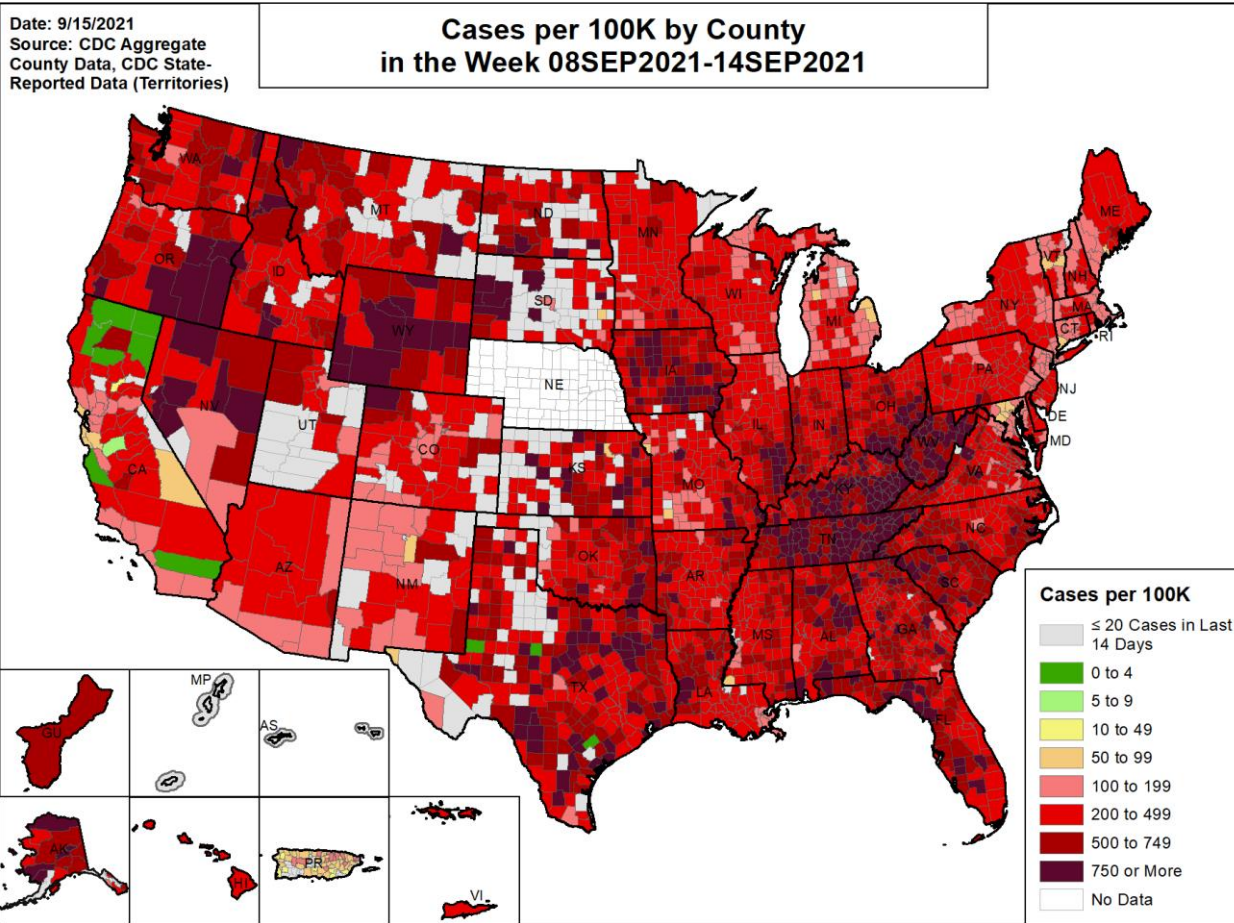 Date: 9/15/2021
Source: CDC Aggregate
County Data, CDC State-
Reported Data (Territories)
Cases per 100K by County
in the Week 08SEP2021-14SEP2021
WA
MT
ND
MN
ME
OR
ID
SD
WI
MI
VT
NH
NY
MA
CT
RI
WY
IA
PA
NJ
NE
NV
UT
CO
IL
IN
OH
DE
MD
WV
VA
CA
KS
MO
KY
NC
TN
AZ
NM
OK
AR
SC
MS
AL
GA
TX
LA
FL
GU
MP
AS
AK
HI
PR
VI
Cases per 100K
≤ 20 Cases in Last
14 Days
0 to 4
5 to 9
10 to 49
50 to 99
100 to 199
200 to 499
500 to 749
750 or More
No Data